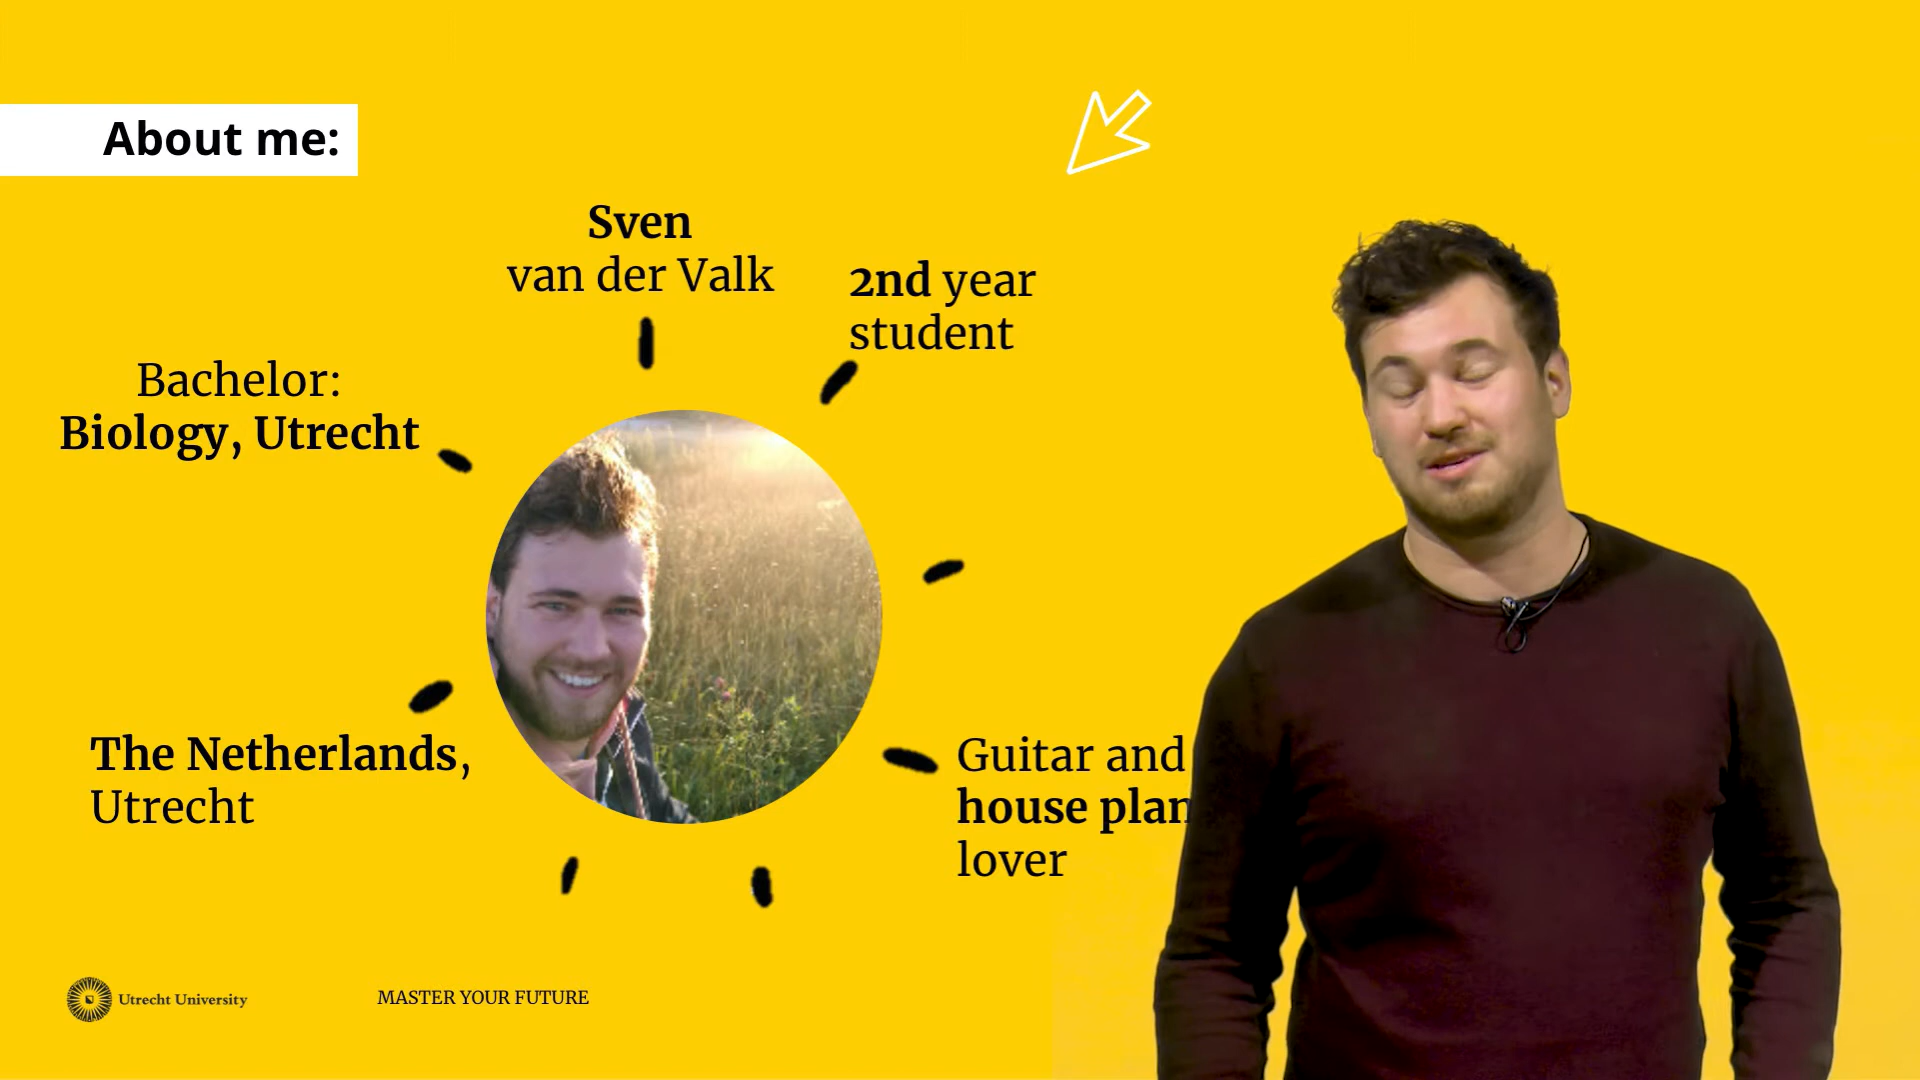 About me:
Sven
van der Valk
2nd year
student
Bachelor:
Biology, Utrecht
The Netherlands,
Utrecht
Guitar and
house plan
lover
Utrecht University
MASTER YOUR FUTURE